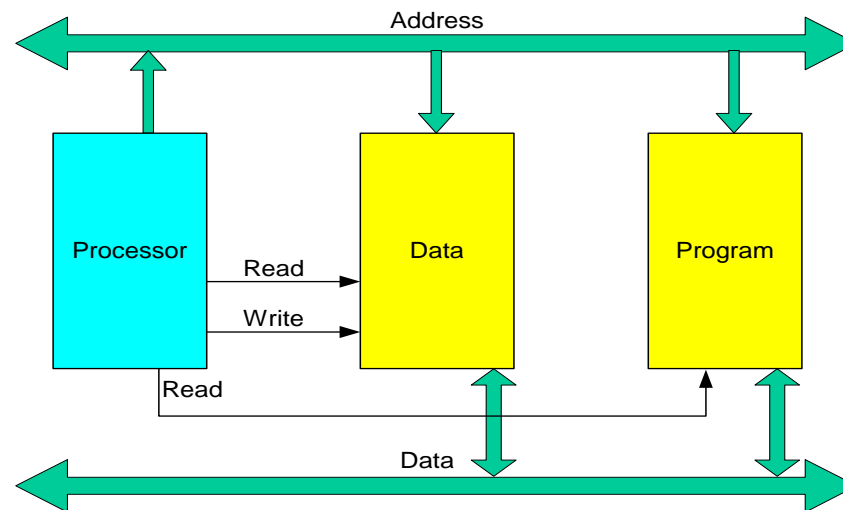 Address
Processor
Data
Program
Read
Write
Read
Data